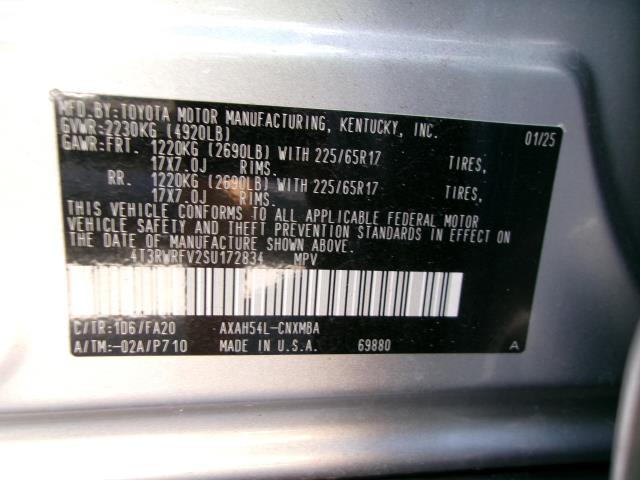 MFD.BY:TOYOTA MOTOR MANUFACTURING, KENTUCKY, INC.
GVWR:2230KG (4920LB) 01/25
GAWR:FRT. 1220KG (2690LB) WITH 225/65R17 TIRES,
17X7.0J RIMS.
RR. 1220KG (2690LB) WITH 225/65R17 TIRES,
17X7.0J RIMS.
THIS VEHICLE CONFORMS TO ALL APPLICABLE FEDERAL MOTOR
VEHICLE SAFETY AND THEFT PREVENTION STANDARDS IN EFFECT ON
THE DATE OF MANUFACTURE SHOWN ABOVE.
4T3RWRFV2SU172834 MPV
C/TR:1D6/FA20 AXAH54L-CNXMBA
A/TM:-02A/P710 MADE IN U.S.A. 69880 A